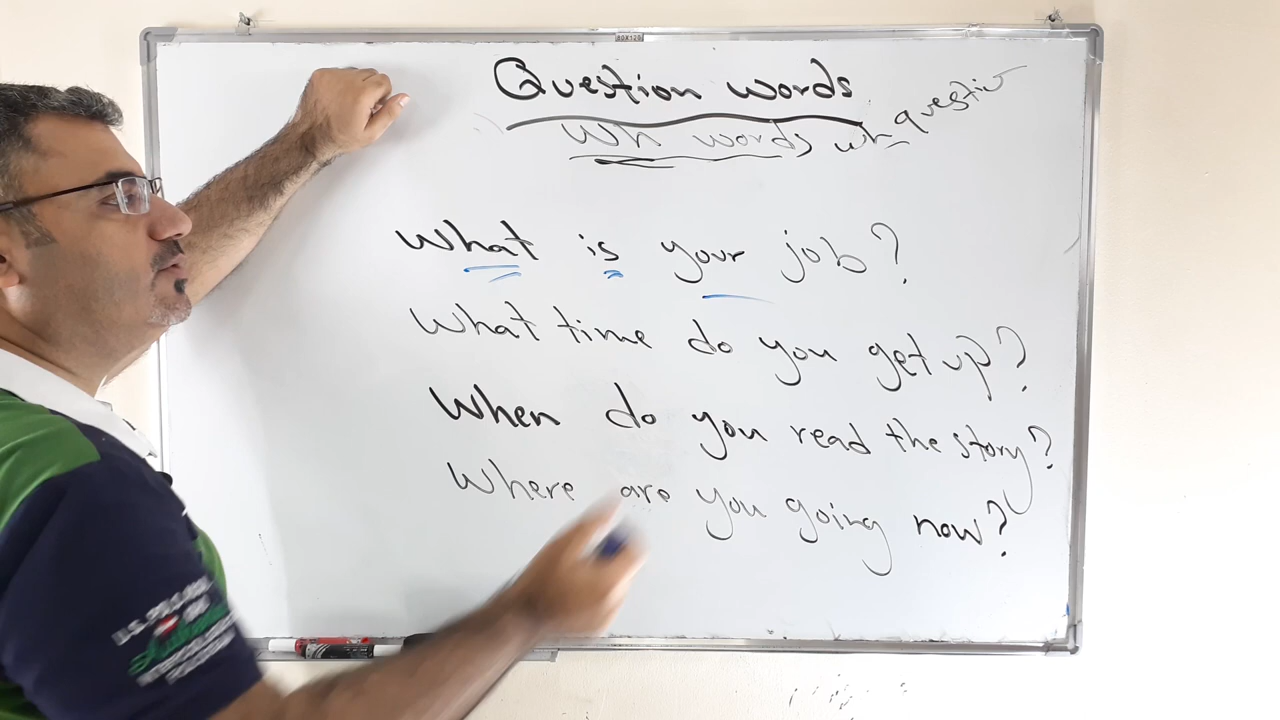 80X120
Question words
Wh words wh question
What is your job?
What time do you get up?
When do you read the story?
Where are you going now?